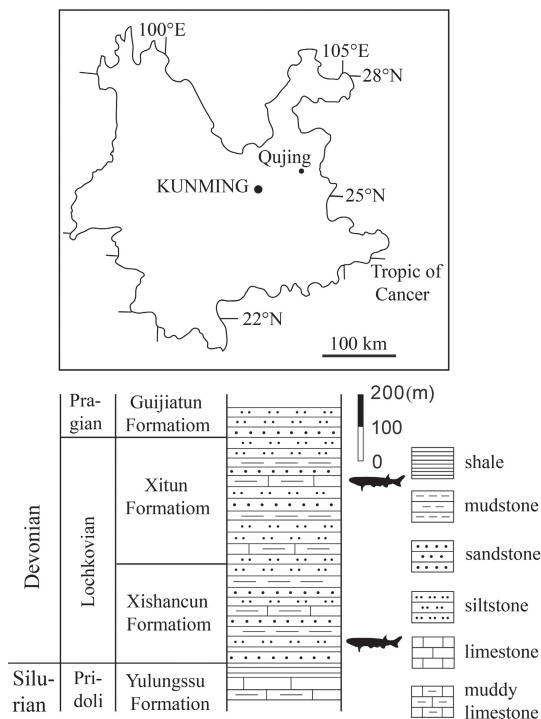 100°E
105°E
28°N
Qujing
KUNMING
25°N
Tropic of
Cancer
22°N
100 km
Devonian
Silu-
rian
Lochkovian
Pra-
gian
Pri-
doli
Guijiatun
Formatiom
Xitun
Formatiom
Xishancun
Formatiom
Yulungssu
Formation
200(m)
100
0
shale
mudstone
sandstone
siltstone
limestone
muddy
limestone